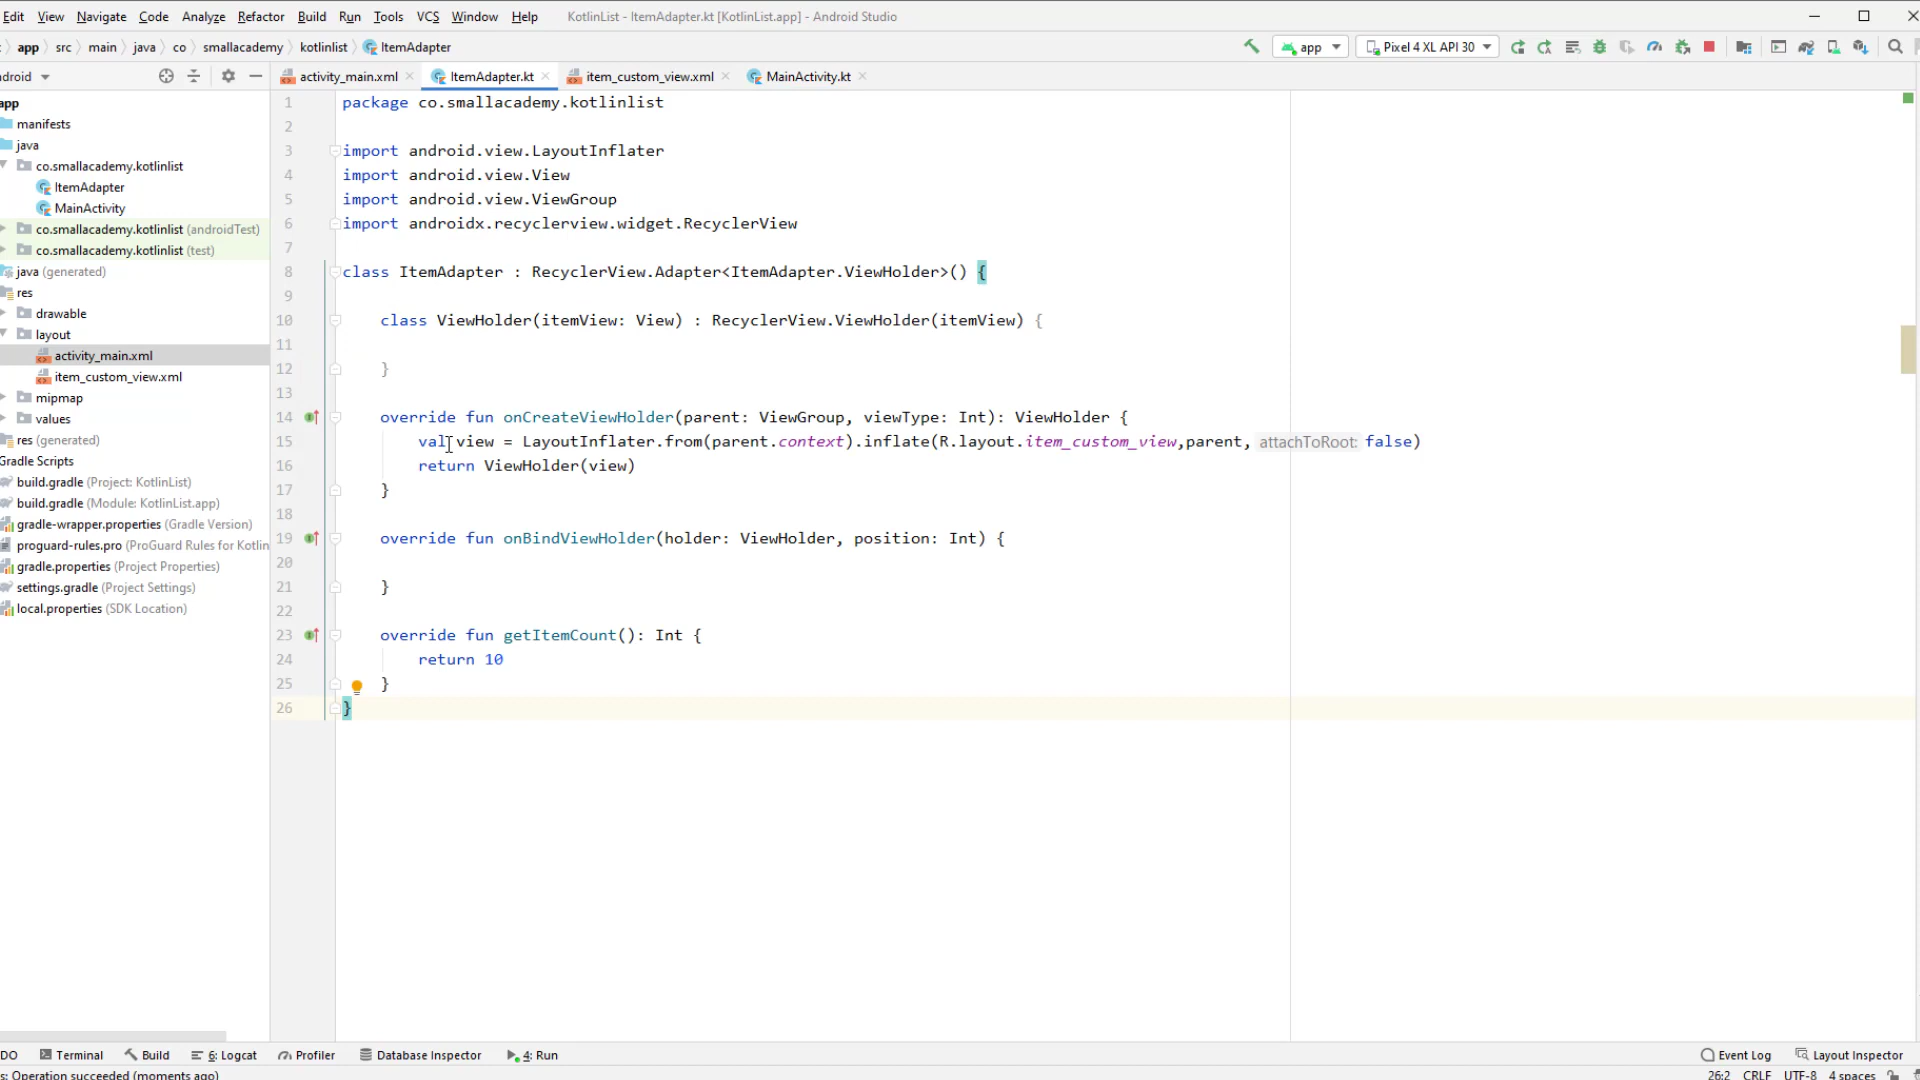 Edit View Navigate Code Analyze Refactor Build Run Tools VCS Window Help KotlinList - ItemAdapter.kt [KotlinList.app] - Android Studio
app src main java co smallacademy kotlinlist ItemAdapter app Pixel 4 XL API 30
ndroid activity_main.xml ItemAdapter.kt item_custom_view.xml MainActivity.kt
app
manifests
java
co.smallacademy.kotlinlist
ItemAdapter
MainActivity
co.smallacademy.kotlinlist (androidTest)
co.smallacademy.kotlinlist (test)
java (generated)
res
drawable
layout
activity_main.xml
item_custom_view.xml
mipmap
values
res (generated)
Gradle Scripts
build.gradle (Project: KotlinList)
build.gradle (Module: KotlinList.app)
gradle-wrapper.properties (Gradle Version)
proguard-rules.pro (ProGuard Rules for Kotlin
gradle.properties (Project Properties)
settings.gradle (Project Settings)
local.properties (SDK Location)
1 package co.smallacademy.kotlinlist
2
3 import android.view.LayoutInflater
4 import android.view.View
5 import android.view.ViewGroup
6 import androidx.recyclerview.widget.RecyclerView
7
8 class ItemAdapter : RecyclerView.Adapter<ItemAdapter.ViewHolder>() {
9
10 class ViewHolder(itemView: View) : RecyclerView.ViewHolder(itemView) {
11
12 }
13
14 override fun onCreateViewHolder(parent: ViewGroup, viewType: Int): ViewHolder {
15 val view = LayoutInflater.from(parent.context).inflate(R.layout.item_custom_view,parent, attachToRoot: false)
16 return ViewHolder(view)
17 }
18
19 override fun onBindViewHolder(holder: ViewHolder, position: Int) {
20
21 }
22
23 override fun getItemCount(): Int {
24 return 10
25 }
26 }
DO Terminal Build 6: Logcat Profiler Database Inspector 4: Run Event Log Layout Inspector
s: Operation succeeded (moments ago) 26:2 CRLF UTF-8 4 spaces